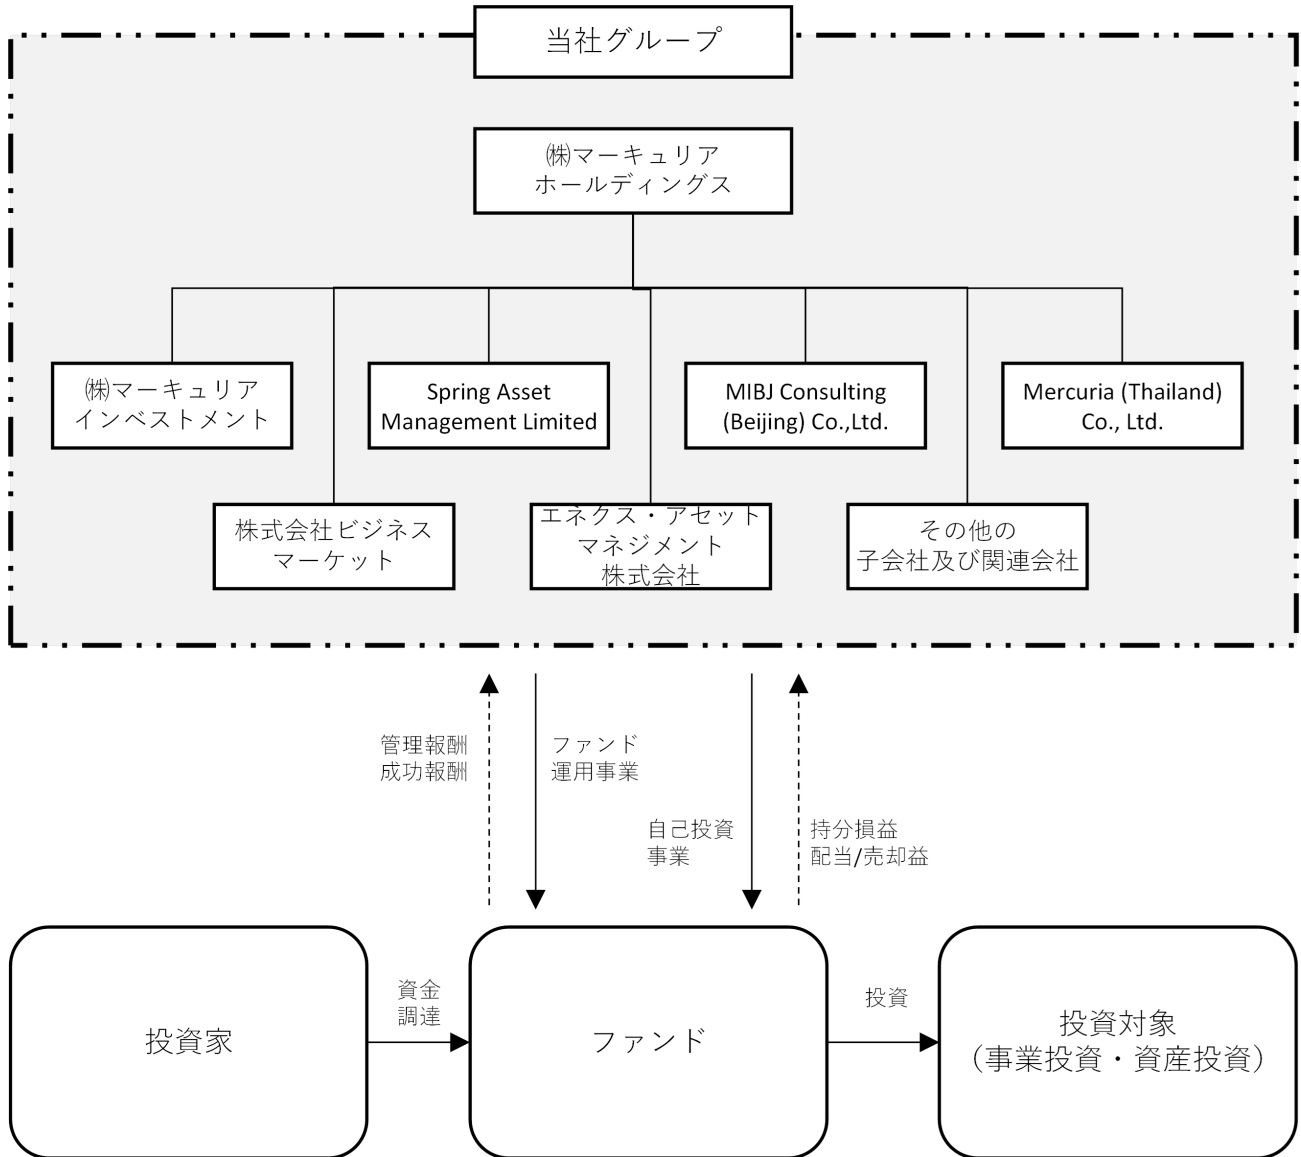 当社グループ
㈱マーキュリア
ホールディングス
㈱マーキュリア
インベストメント
Spring Asset
Management Limited
MIBJ Consulting
(Beijing) Co.,Ltd.
Mercuria (Thailand)
Co., Ltd.
株式会社ビジネス
マーケット
エネクス・アセット
マネジメント
株式会社
その他の
子会社及び関連会社
管理報酬
成功報酬
ファンド
運用事業
自己投資
事業
持分損益
配当/売却益
投資家
資金
調達
ファンド
投資
投資対象
（事業投資・資産投資）